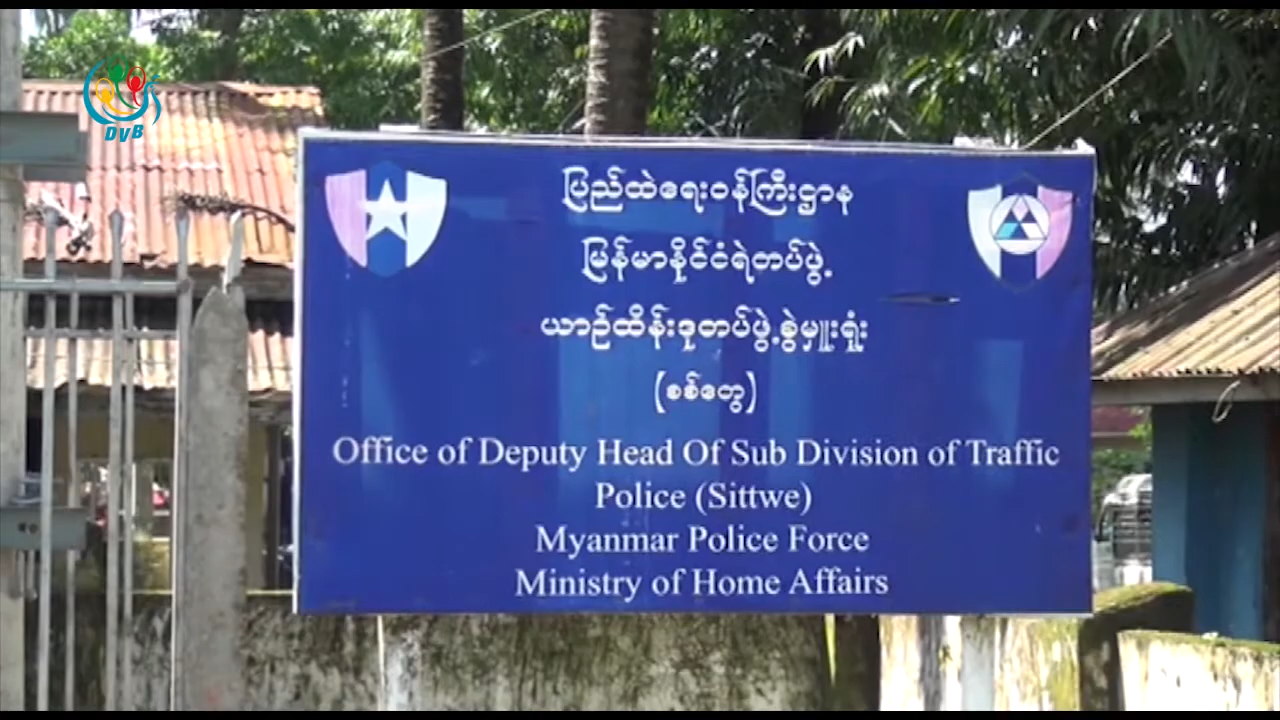 DVB
ပြည်ထဲရေးဝန်ကြီးဌာန
မြန်မာနိုင်ငံရဲတပ်ဖွဲ့
ယာဉ်ထိန်းဒုတပ်ဖွဲ့ခွဲမှူးရုံး
(စစ်တွေ)
Office of Deputy Head Of Sub Division of Traffic
Police (Sittwe)
Myanmar Police Force
Ministry of Home Affairs